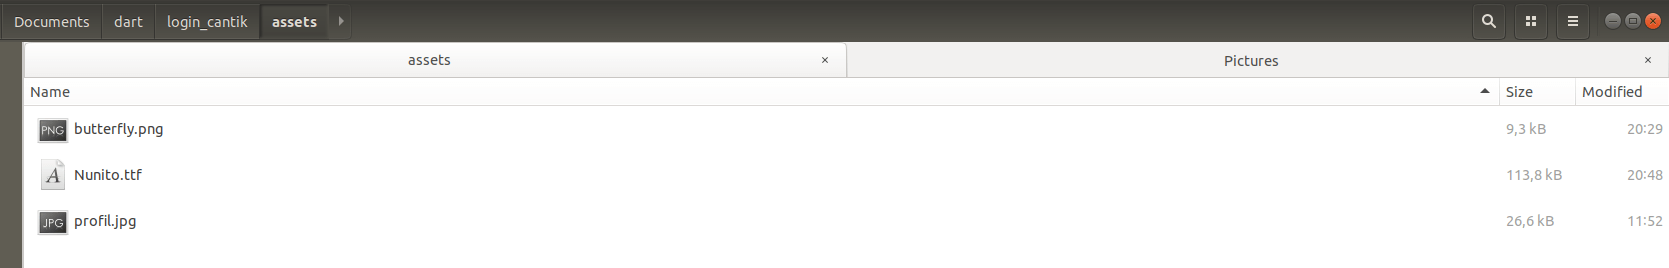 Documents dart login_cantik assets
assets × Pictures ×
Name Size Modified
PNG butterfly.png 9,3 kB 20:29
A Nunito.ttf 113,8 kB 20:48
JPG profil.jpg 26,6 kB 11:52